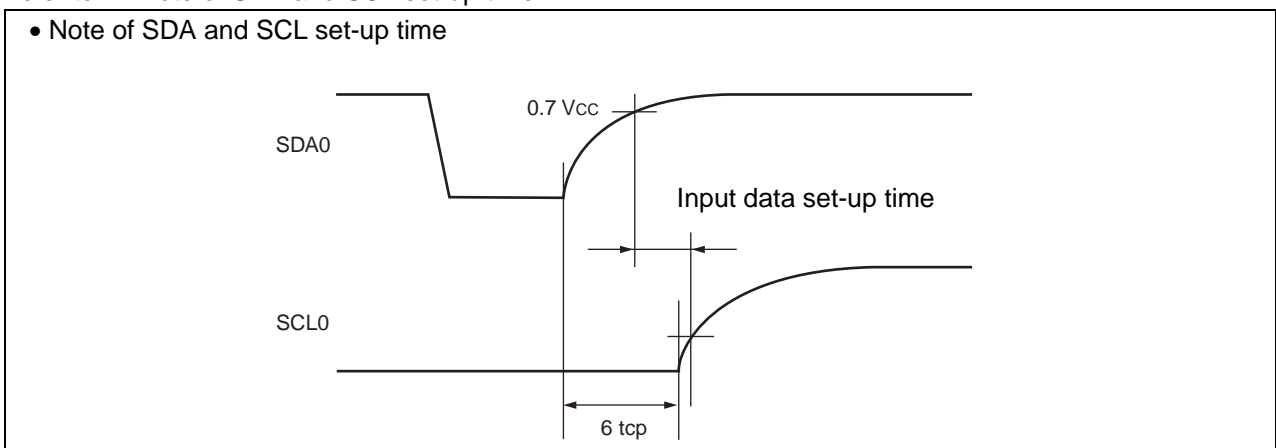 • Note of SDA and SCL set-up time
0.7 VCC
SDA0
Input data set-up time
SCL0
6 tcp